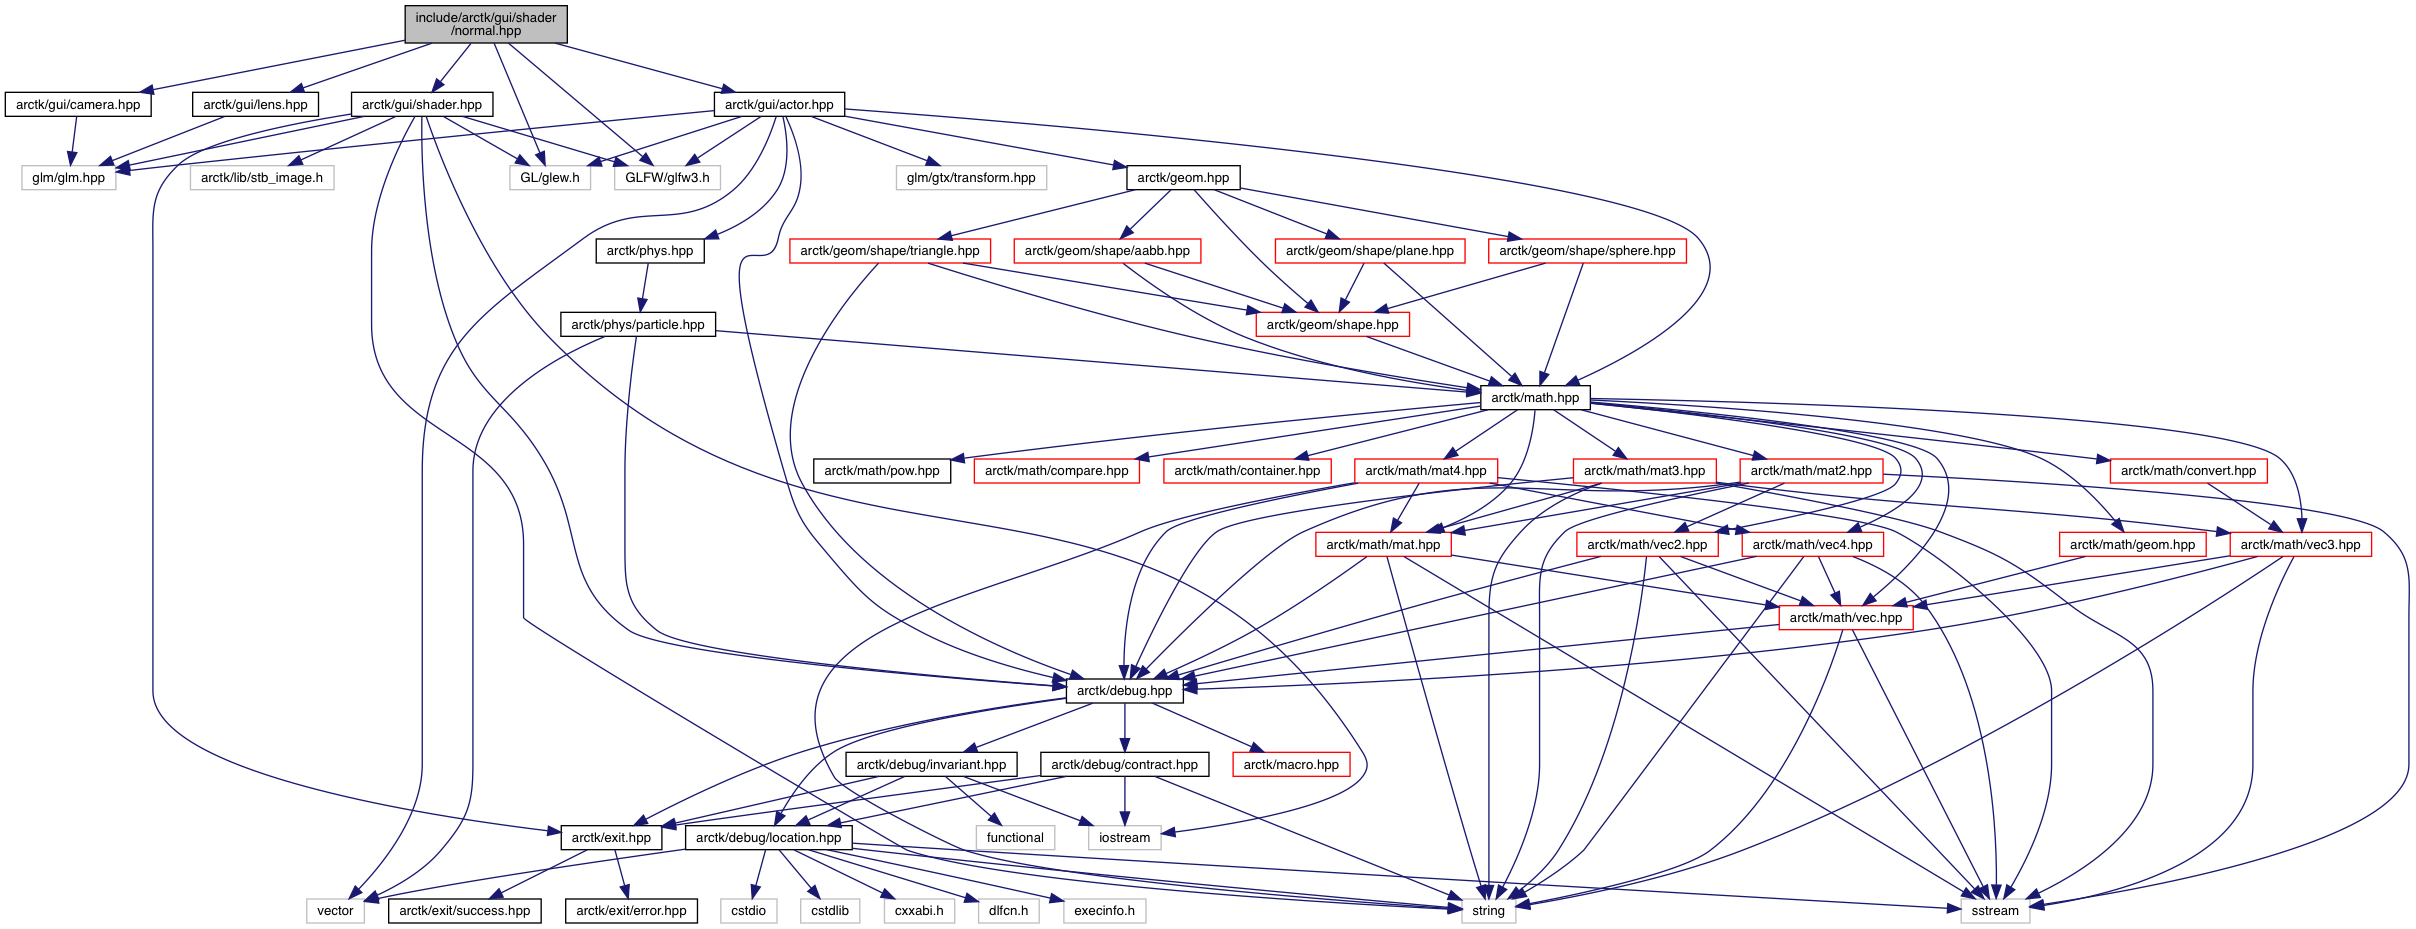 include/arctk/gui/shader
/normal.hpp
arctk/gui/camera.hpp
arctk/gui/lens.hpp
arctk/gui/shader.hpp
arctk/gui/actor.hpp
glm/glm.hpp
arctk/lib/stb_image.h
GL/glew.h
GLFW/glfw3.h
glm/gtx/transform.hpp
arctk/geom.hpp
arctk/phys.hpp
arctk/geom/shape/triangle.hpp
arctk/geom/shape/aabb.hpp
arctk/geom/shape/plane.hpp
arctk/geom/shape/sphere.hpp
arctk/phys/particle.hpp
arctk/geom/shape.hpp
arctk/math.hpp
arctk/math/pow.hpp
arctk/math/compare.hpp
arctk/math/container.hpp
arctk/math/mat4.hpp
arctk/math/mat3.hpp
arctk/math/mat2.hpp
arctk/math/convert.hpp
arctk/math/mat.hpp
arctk/math/vec2.hpp
arctk/math/vec4.hpp
arctk/math/geom.hpp
arctk/math/vec3.hpp
arctk/math/vec.hpp
arctk/debug.hpp
arctk/debug/invariant.hpp
arctk/debug/contract.hpp
arctk/macro.hpp
arctk/exit.hpp
arctk/debug/location.hpp
functional
iostream
vector
arctk/exit/success.hpp
arctk/exit/error.hpp
cstdio
cstdlib
cxxabi.h
dlfcn.h
execinfo.h
string
sstream